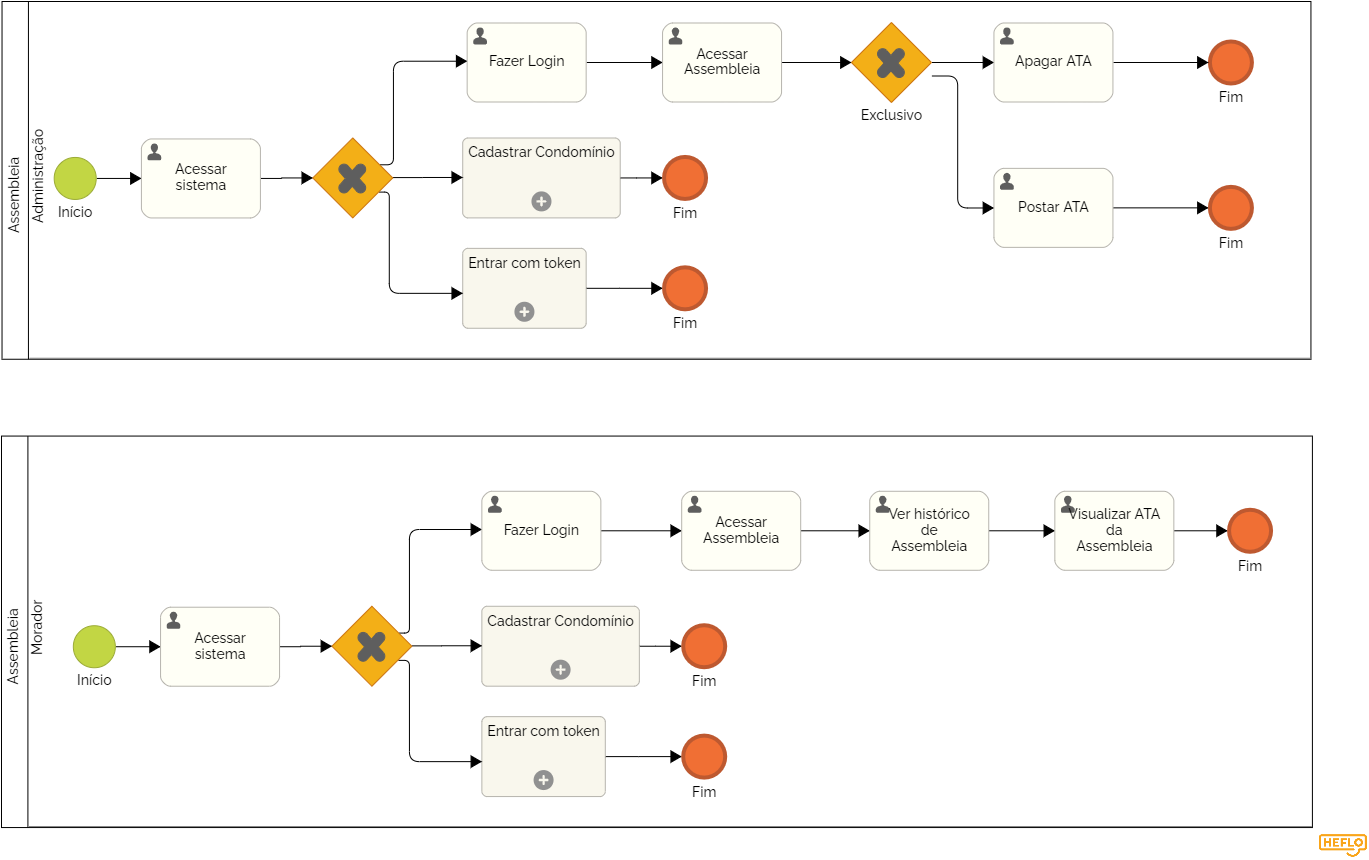 Assembleia
Administração
Início
Acessar
sistema
Fazer Login
Acessar
Assembleia
Exclusivo
Apagar ATA
Fim
Postar ATA
Fim
Cadastrar Condomínio
Fim
Entrar com token
Fim
Assembleia
Morador
Início
Acessar
sistema
Fazer Login
Acessar
Assembleia
Ver histórico
de
Assembleia
Visualizar ATA
da
Assembleia
Fim
Cadastrar Condomínio
Fim
Entrar com token
Fim
HEFLO